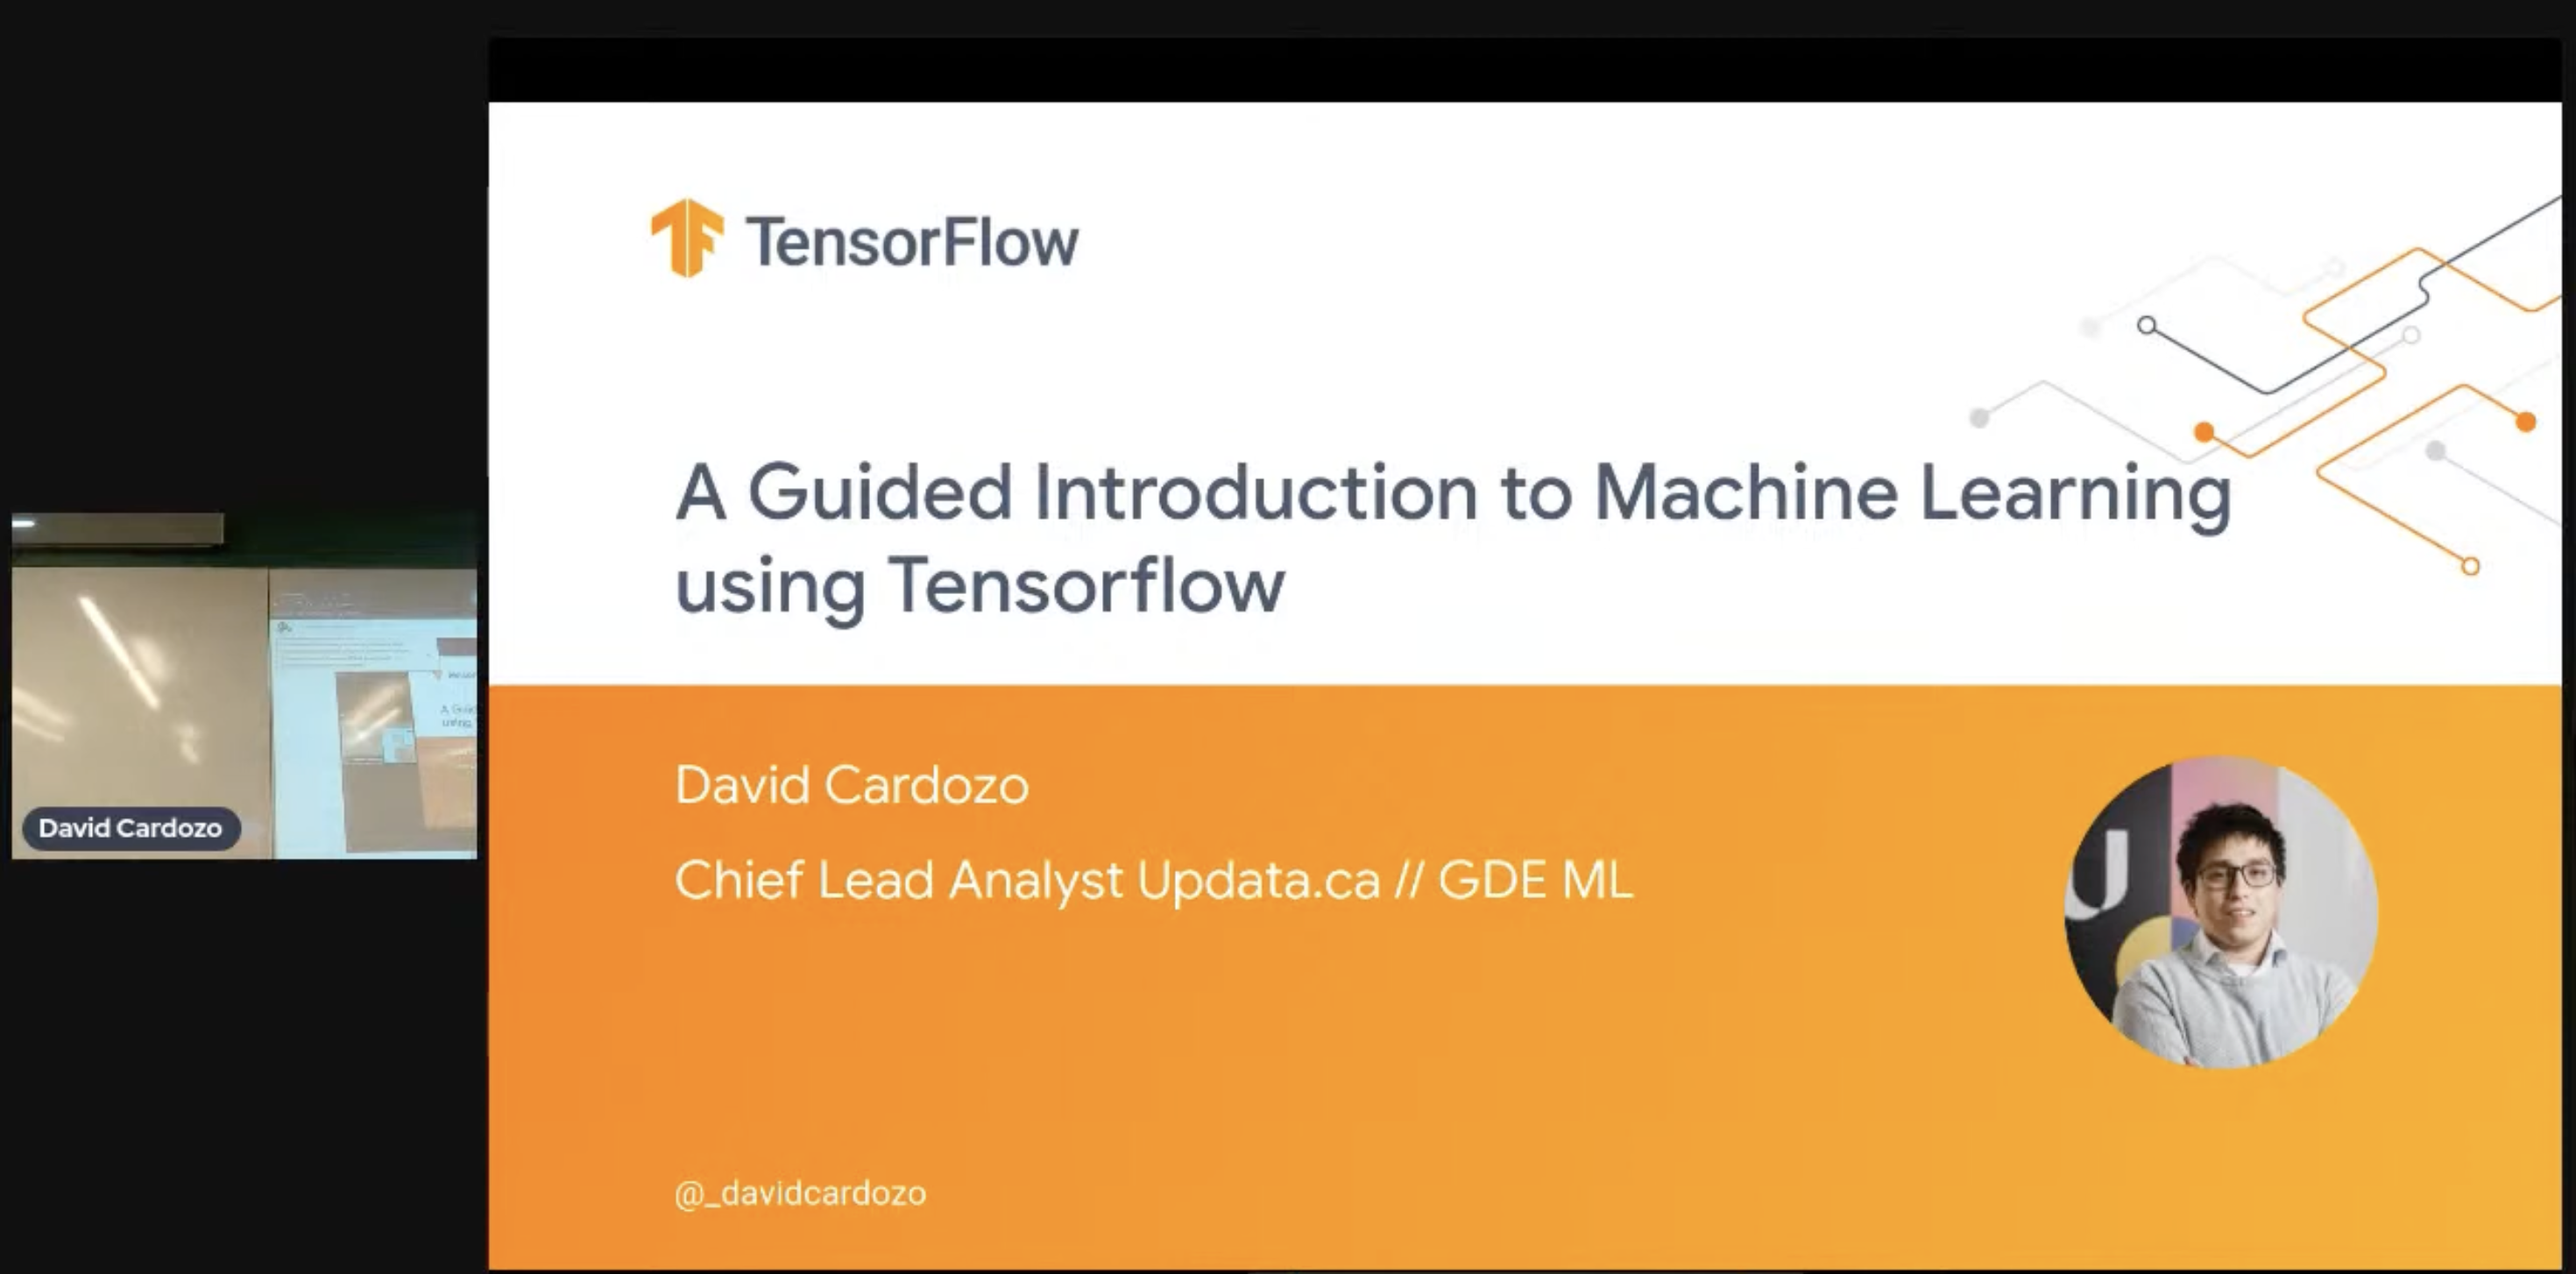 TensorFlow
A Guided Introduction to Machine Learning
using Tensorflow
David Cardozo
Chief Lead Analyst Updata.ca // GDE ML
@_davidcardozo
David Cardozo